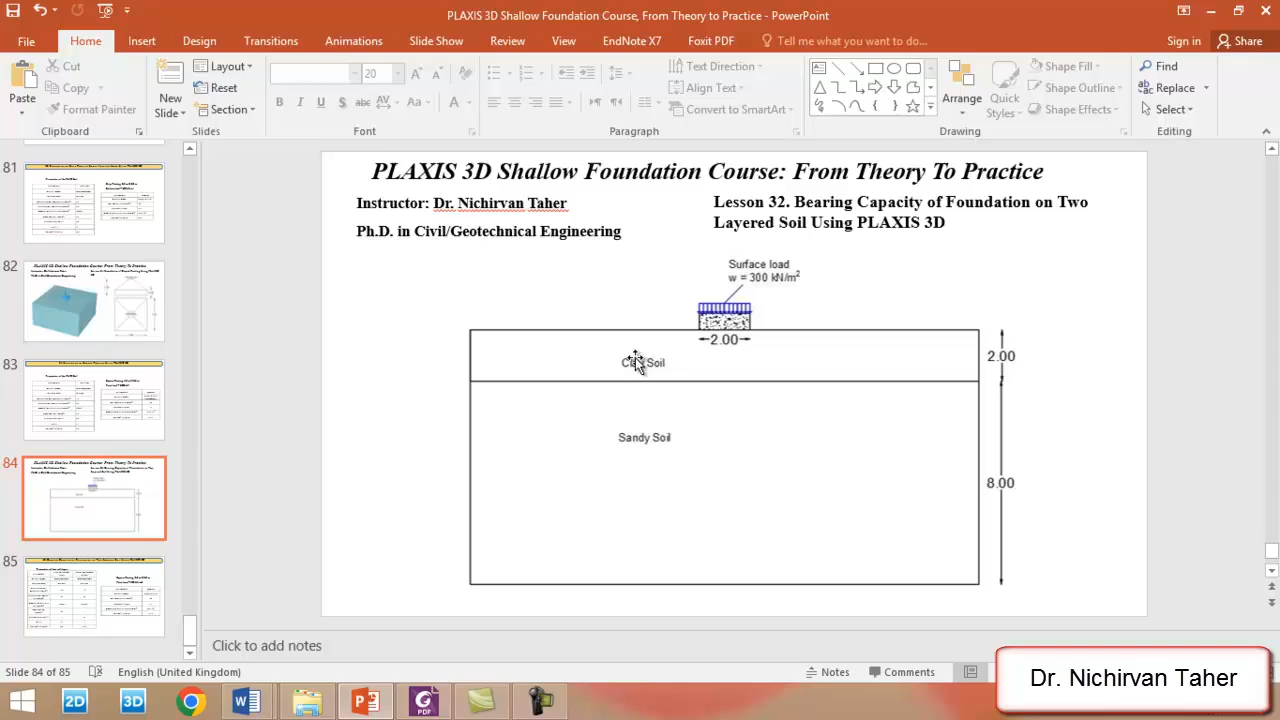 PLAXIS 3D Shallow Foundation Course, From Theory to Practice - PowerPoint
File Home Insert Design Transitions Animations Slide Show Review View EndNote X7 Foxit PDF Tell me what you want to do... Sign in Share
Paste
Cut
Copy
Format Painter
Clipboard
New
Slide
Layout
Reset
Section
Slides
20
B I U S abc AV Aa A
Font
Text Direction
Align Text
Convert to SmartArt
Paragraph
Arrange
Quick
Styles
Shape Fill
Shape Outline
Shape Effects
Drawing
Find
Replace
Select
Editing
81
82
83
84
85
PLAXIS 3D Shallow Foundation Course: From Theory To Practice
Instructor: Dr. Nichirvan Taher
Ph.D. in Civil/Geotechnical Engineering
Lesson 32. Bearing Capacity of Foundation on Two
Layered Soil Using PLAXIS 3D
Surface load
w = 300 kN/m2
2.00
2.00
Soil
Sandy Soil
8.00
Click to add notes
Slide 84 of 85
English (United Kingdom)
Notes
Comments
Dr. Nichirvan Taher
2D
3D
PDF